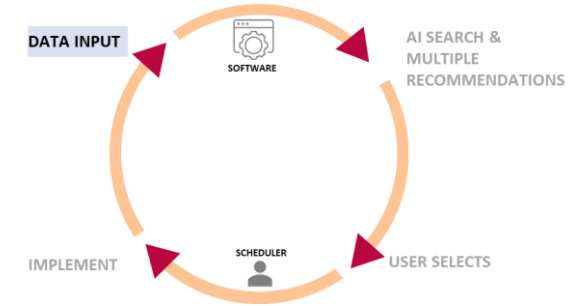 DATA INPUT
SOFTWARE
AI SEARCH &
MULTIPLE
RECOMMENDATIONS
SCHEDULER
IMPLEMENT
USER SELECTS